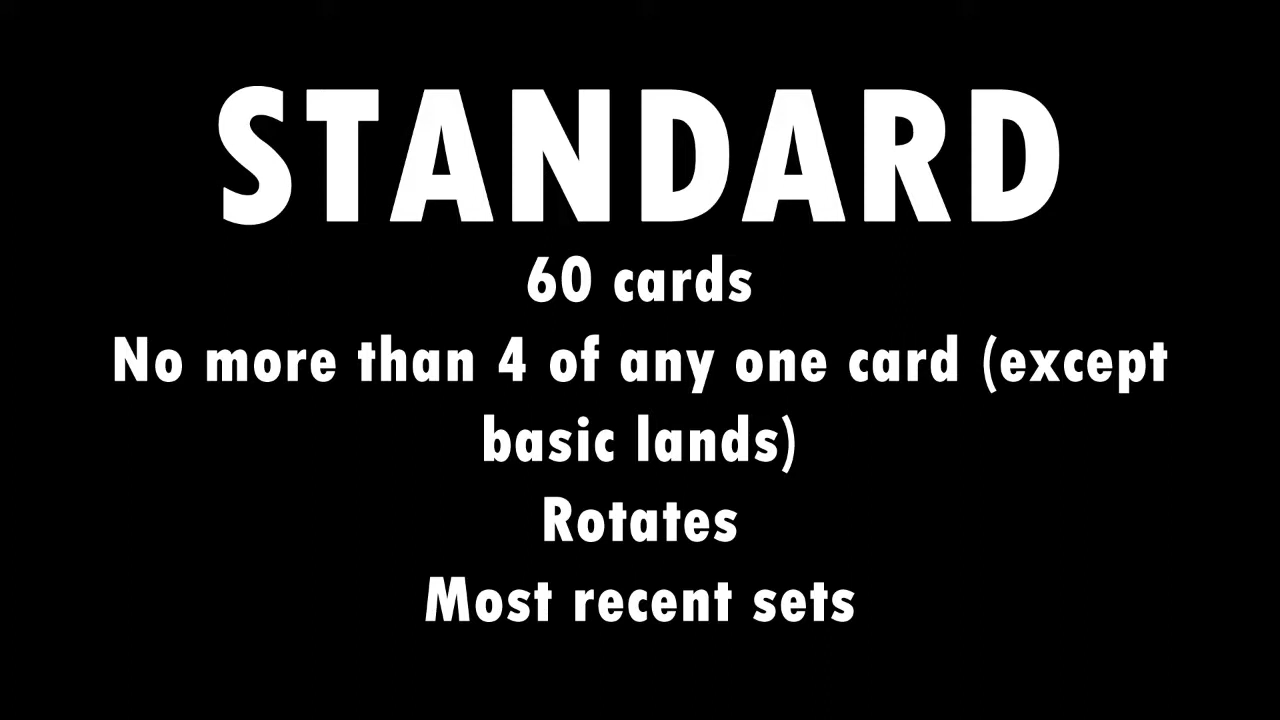 STANDARD
60 cards
No more than 4 of any one card (except
basic lands)
Rotates
Most recent sets